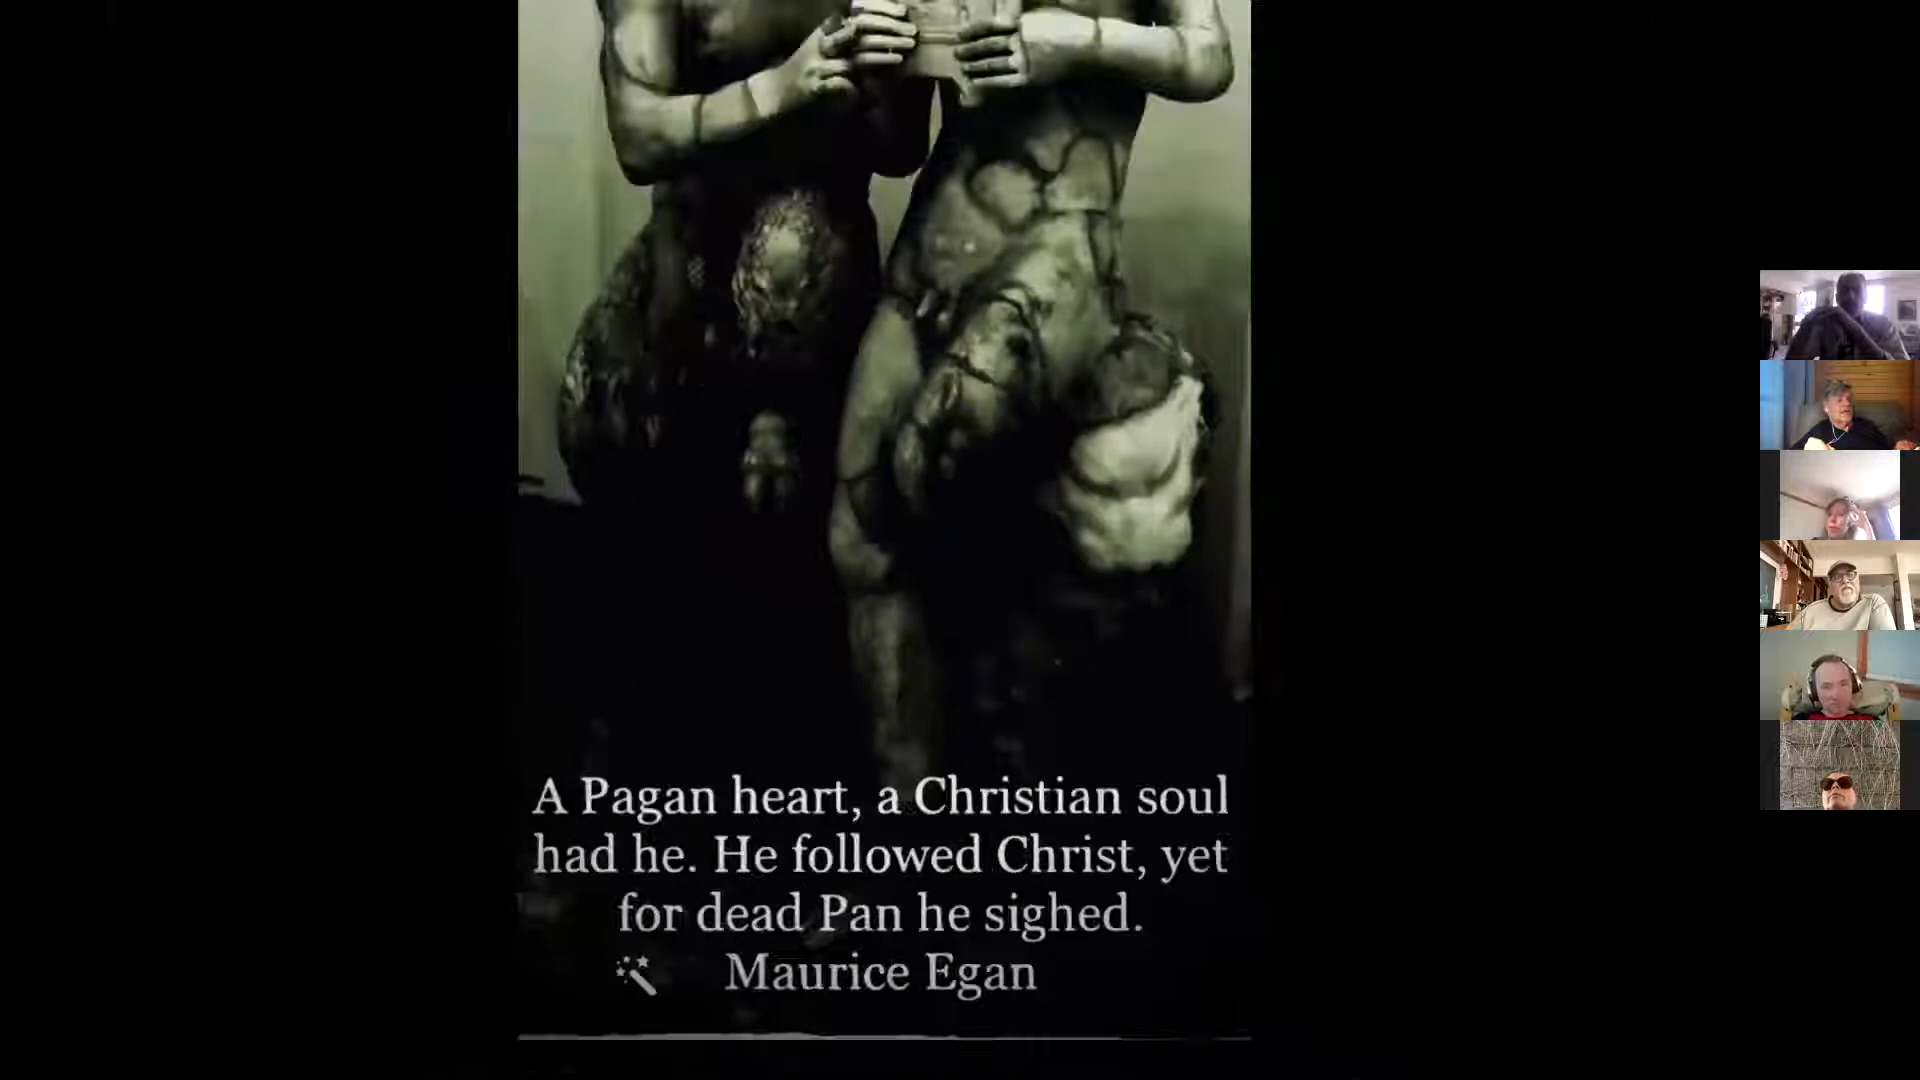 A Pagan heart, a Christian soul
had he. He followed Christ, yet
for dead Pan he sighed.
Maurice Egan